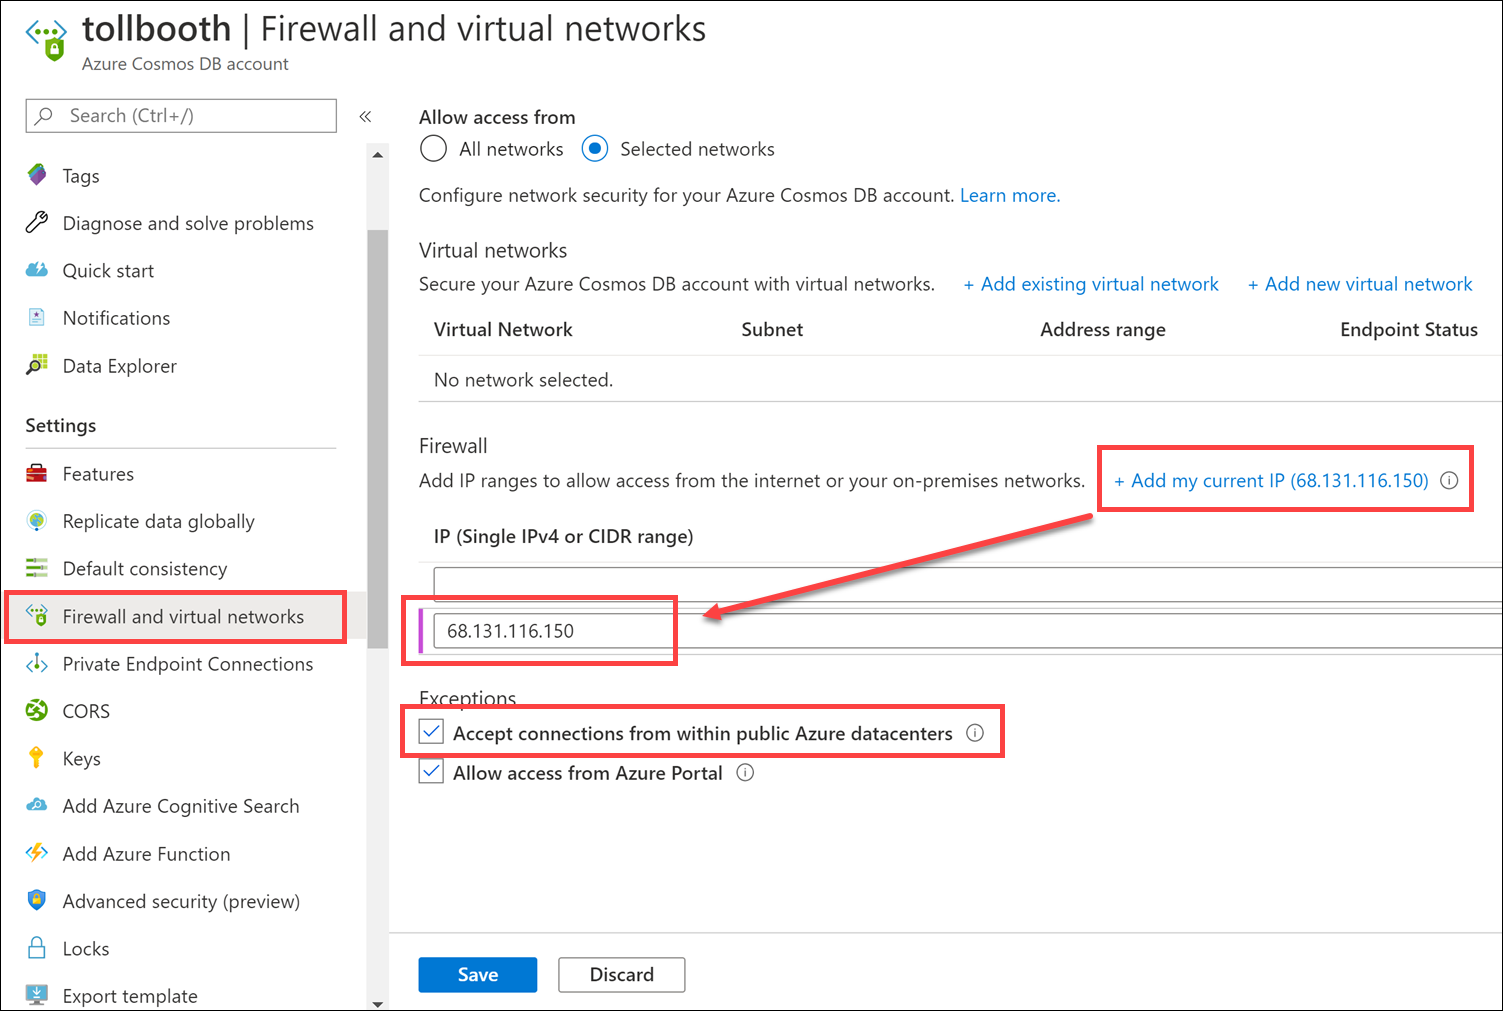 tollbooth | Firewall and virtual networks
Azure Cosmos DB account
Search (Ctrl+/)
«
Tags
Diagnose and solve problems
Quick start
Notifications
Data Explorer
Settings
Features
Replicate data globally
Default consistency
Firewall and virtual networks
Private Endpoint Connections
CORS
Keys
Add Azure Cognitive Search
Add Azure Function
Advanced security (preview)
Locks
Export template
Allow access from
All networks Selected networks
Configure network security for your Azure Cosmos DB account. Learn more.
Virtual networks
Secure your Azure Cosmos DB account with virtual networks. + Add existing virtual network + Add new virtual network
Virtual Network Subnet Address range Endpoint Status
No network selected.
Firewall
Add IP ranges to allow access from the internet or your on-premises networks. + Add my current IP (68.131.116.150)
IP (Single IPv4 or CIDR range)
68.131.116.150
Exceptions
Accept connections from within public Azure datacenters
Allow access from Azure Portal
Save Discard